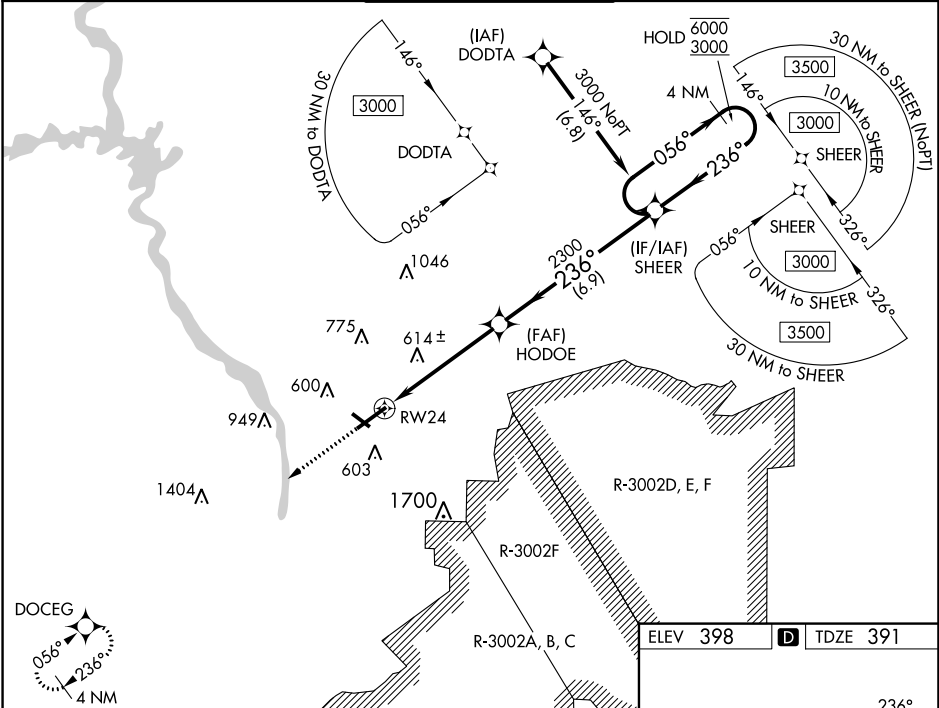 (IAF)
DODTA
3000 NoPT
146°
(6.8)
HOLD 6000
3000
4 NM
056°
236°
30 NM to DODTA
146°
3000
DODTA
056°
30 NM to SHEER (NoPT)
3500
146°
10 NM to SHEER
3000
SHEER
326°
SHEER
056°
3000
10 NM to SHEER
326°
3500
30 NM to SHEER
(IF/IAF)
SHEER
2300
236°
(6.9)
(FAF)
HODOE
1046
775
614±
600
949
RW24
603
1404
1700
R-3002D, E, F
R-3002F
R-3002A, B, C
DOCEG
056°
236°
4 NM
ELEV 398 D TDZE 391
236°